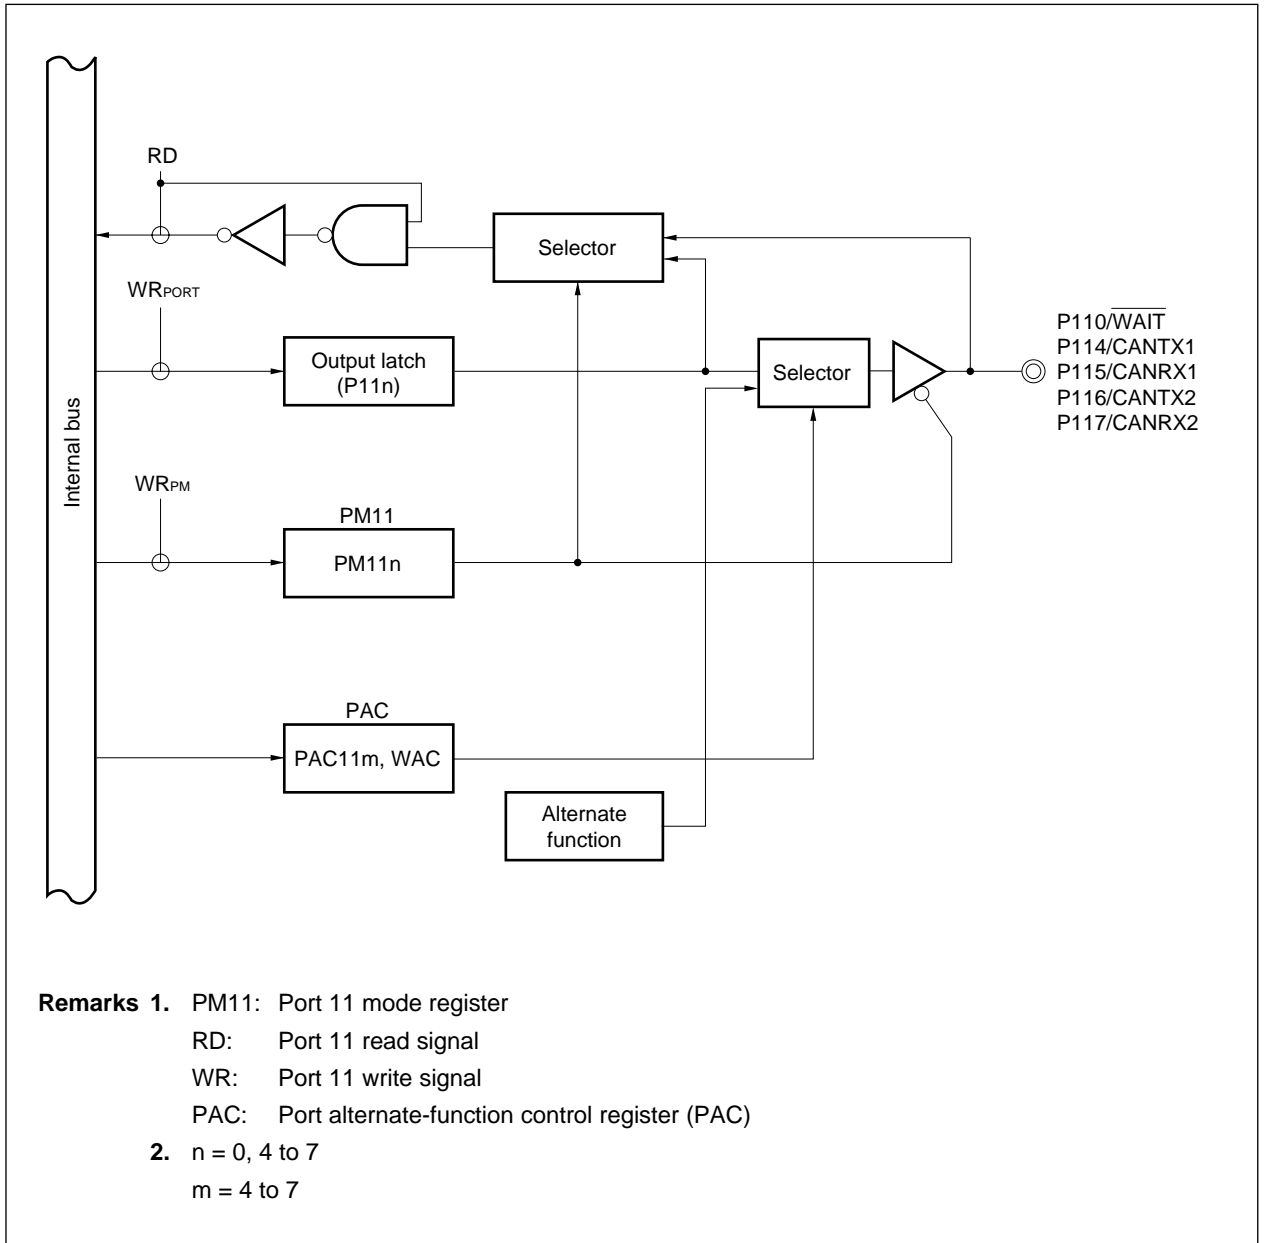 RD
WRPORT
Selector
Output latch
(P11n)
Selector
P110/W̅A̅I̅T̅
P114/CANTX1
P115/CANRX1
P116/CANTX2
P117/CANRX2
Internal bus
WRPM
PM11
PM11n
PAC
PAC11m, WAC
Alternate
function
Remarks 1. PM11: Port 11 mode register
RD: Port 11 read signal
WR: Port 11 write signal
PAC: Port alternate-function control register (PAC)
2. n = 0, 4 to 7
m = 4 to 7